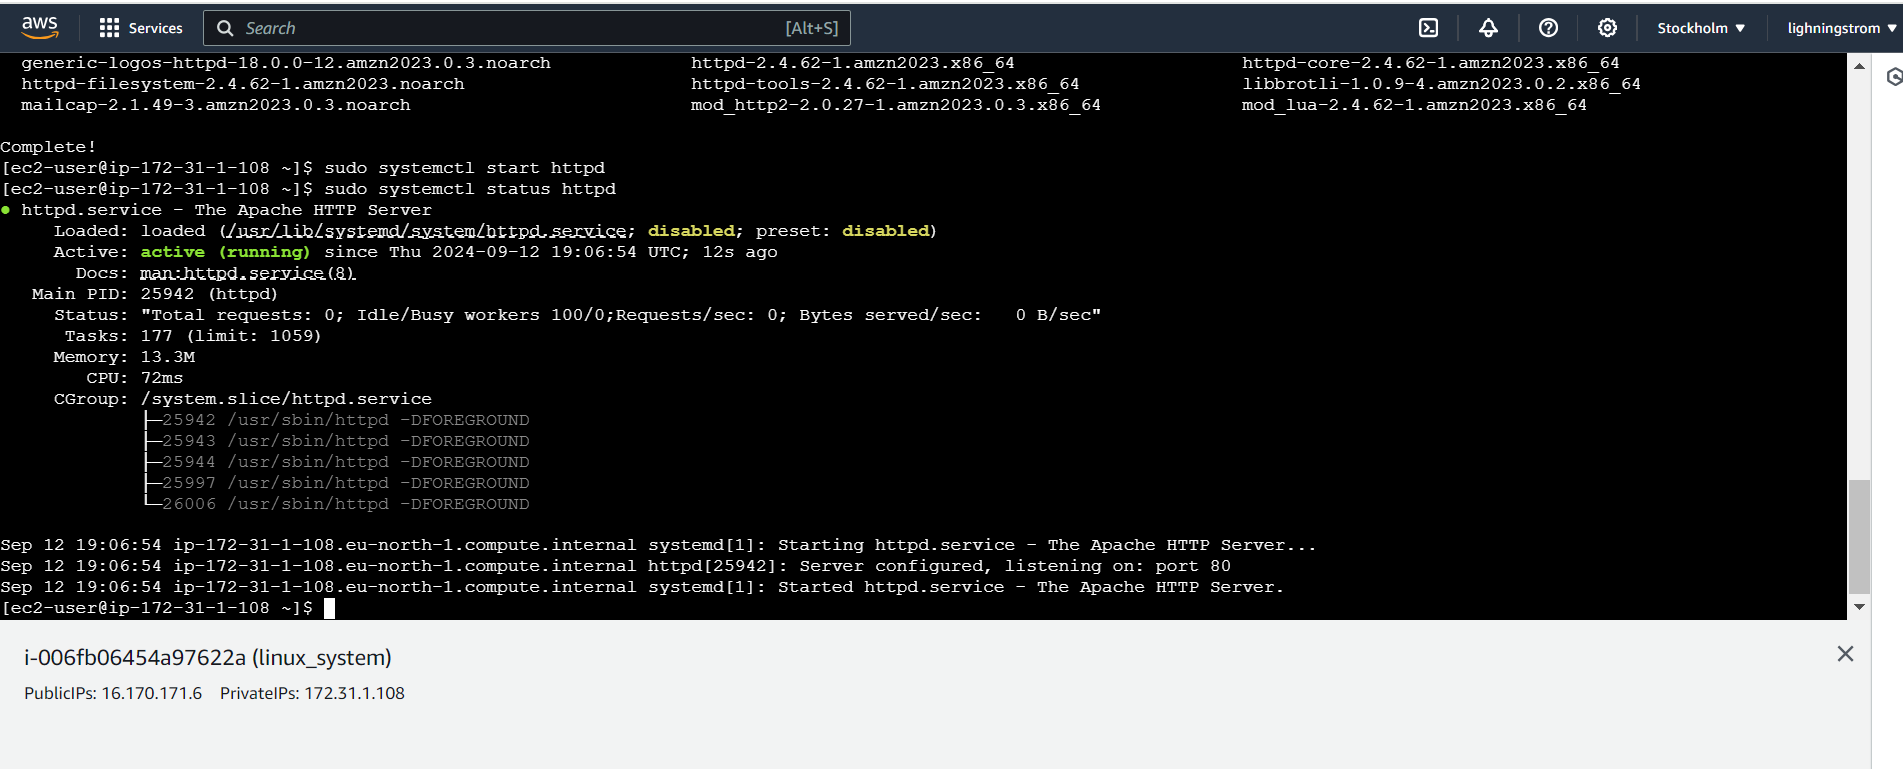 aws Services Search [Alt+S] Stockholm ▼ lighningstrom ▼
generic-logos-httpd-18.0.0-12.amzn2023.0.3.noarch httpd-2.4.62-1.amzn2023.x86_64 httpd-core-2.4.62-1.amzn2023.x86_64
httpd-filesystem-2.4.62-1.amzn2023.noarch httpd-tools-2.4.62-1.amzn2023.x86_64 libbrotli-1.0.9-4.amzn2023.0.2.x86_64
mailcap-2.1.49-3.amzn2023.0.3.noarch mod_http2-2.0.27-1.amzn2023.0.3.x86_64 mod_lua-2.4.62-1.amzn2023.x86_64
Complete!
[ec2-user@ip-172-31-1-108 ~]$ sudo systemctl start httpd
[ec2-user@ip-172-31-1-108 ~]$ sudo systemctl status httpd
● httpd.service - The Apache HTTP Server
Loaded: loaded (/usr/lib/systemd/system/httpd.service; disabled; preset: disabled)
Active: active (running) since Thu 2024-09-12 19:06:54 UTC; 12s ago
Docs: man:httpd.service(8)
Main PID: 25942 (httpd)
Status: "Total requests: 0; Idle/Busy workers 100/0;Requests/sec: 0; Bytes served/sec:   0 B/sec"
Tasks: 177 (limit: 1059)
Memory: 13.3M
CPU: 72ms
CGroup: /system.slice/httpd.service
├─25942 /usr/sbin/httpd -DFOREGROUND
├─25943 /usr/sbin/httpd -DFOREGROUND
├─25944 /usr/sbin/httpd -DFOREGROUND
├─25997 /usr/sbin/httpd -DFOREGROUND
└─26006 /usr/sbin/httpd -DFOREGROUND
Sep 12 19:06:54 ip-172-31-1-108.eu-north-1.compute.internal systemd[1]: Starting httpd.service - The Apache HTTP Server...
Sep 12 19:06:54 ip-172-31-1-108.eu-north-1.compute.internal httpd[25942]: Server configured, listening on: port 80
Sep 12 19:06:54 ip-172-31-1-108.eu-north-1.compute.internal systemd[1]: Started httpd.service - The Apache HTTP Server.
[ec2-user@ip-172-31-1-108 ~]$
i-006fb06454a97622a (linux_system)
PublicIPs: 16.170.171.6 PrivateIPs: 172.31.1.108